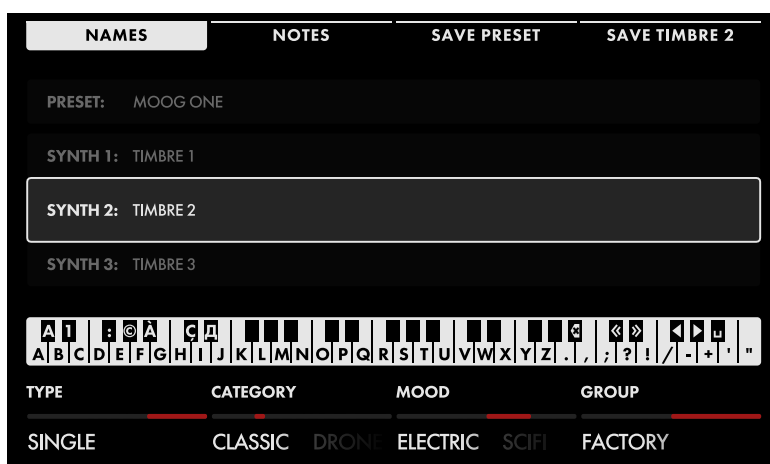 NAMES NOTES SAVE PRESET SAVE TIMBRE 2
PRESET: MOOG ONE
SYNTH 1: TIMBRE 1
SYNTH 2: TIMBRE 2
SYNTH 3: TIMBRE 3
A 1 : © À Ç Д « » ◀ ▶ ␣
A B C D E F G H I J K L M N O P Q R S T U V W X Y Z . , ; ? ! / - + ' "
TYPE CATEGORY MOOD GROUP
SINGLE CLASSIC DRONE ELECTRIC SCIFI FACTORY